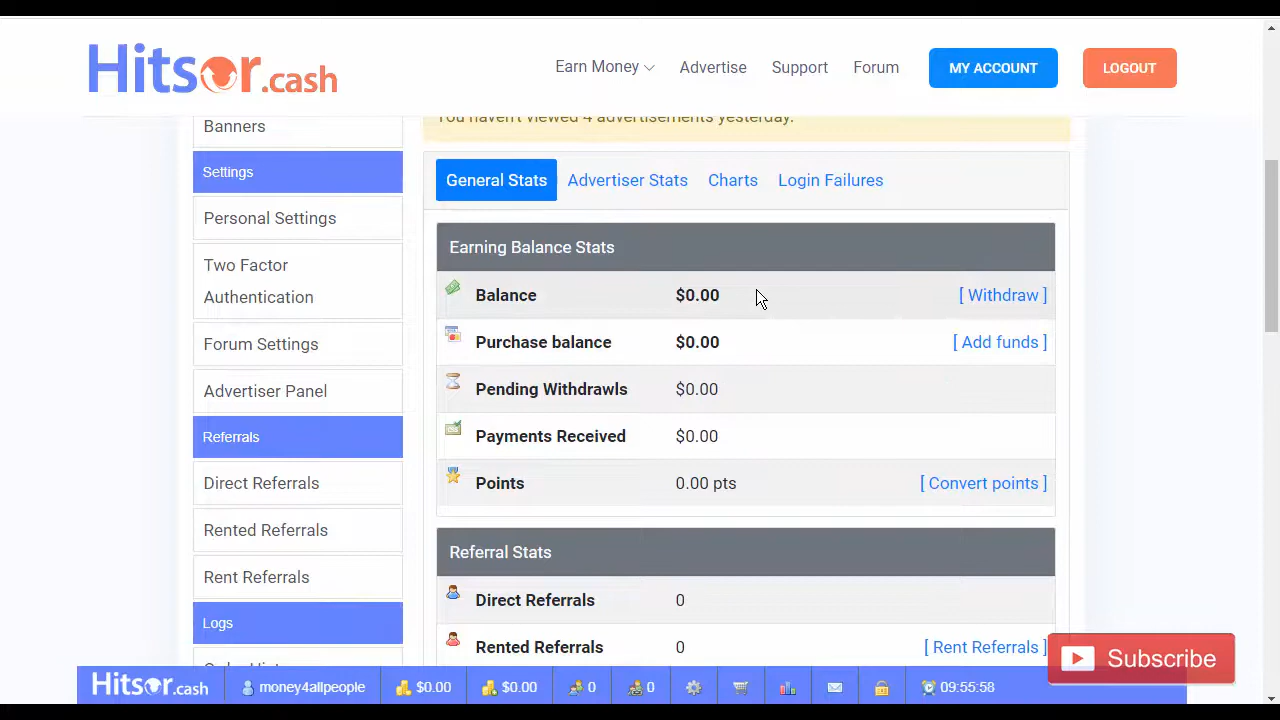 Hitsor.cash
Earn Money Advertise Support Forum MY ACCOUNT LOGOUT
Banners
You haven't viewed 4 advertisements yesterday.
Settings
General Stats Advertiser Stats Charts Login Failures
Personal Settings
Two Factor
Authentication
Forum Settings
Advertiser Panel
Referrals
Direct Referrals
Rented Referrals
Rent Referrals
Logs
Earning Balance Stats
Balance $0.00 [ Withdraw ]
Purchase balance $0.00 [ Add funds ]
Pending Withdrawls $0.00
Payments Received $0.00
Points 0.00 pts [ Convert points ]
Referral Stats
Direct Referrals 0
Rented Referrals 0 [ Rent Referrals ]
Subscribe
Hitsor.cash money4allpeople $0.00 $0.00 0 0 09:55:58